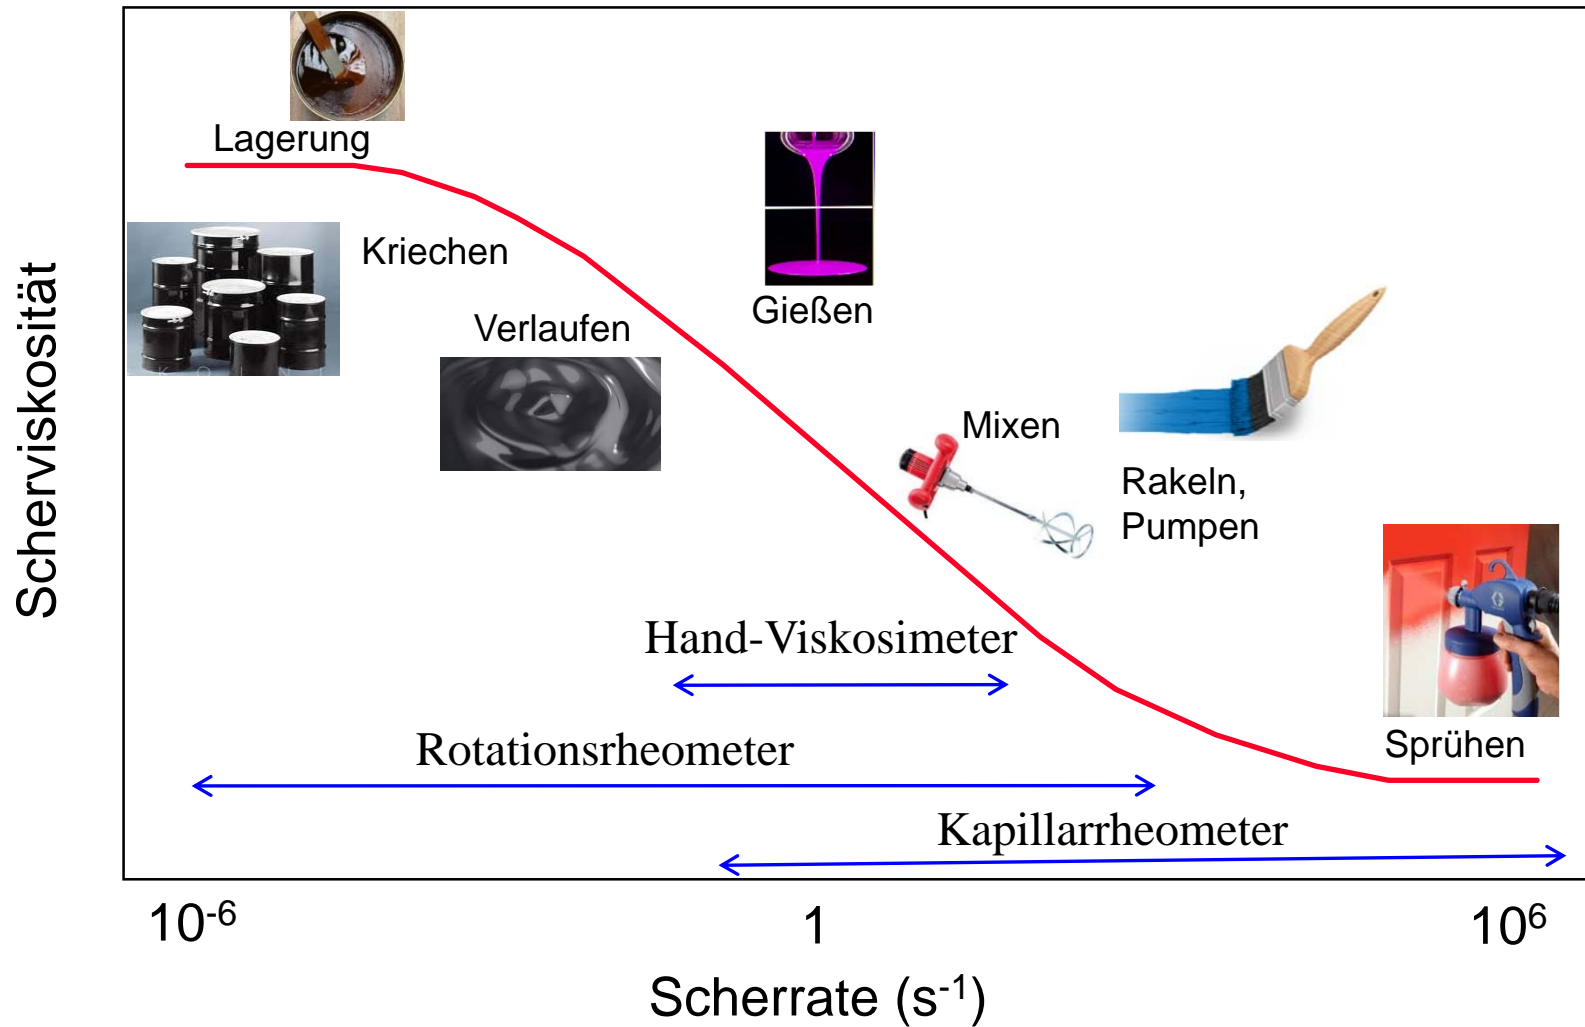 Lagerung
Kriechen
Verlaufen
Gießen
Mixen
Rakeln,
Pumpen
Sprühen
Hand-Viskosimeter
Rotationsrheometer
Kapillarrheometer
Scherviskosität
10⁻⁶
1
10⁶
Scherrate (s⁻¹)